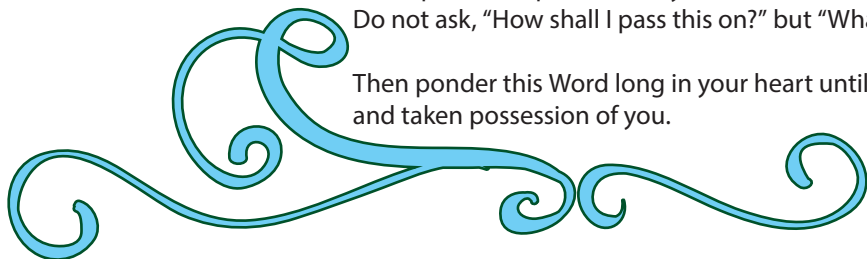 Do not ask, “How shall I pass this on?” but “Wha
Then ponder this Word long in your heart until
and taken possession of you.